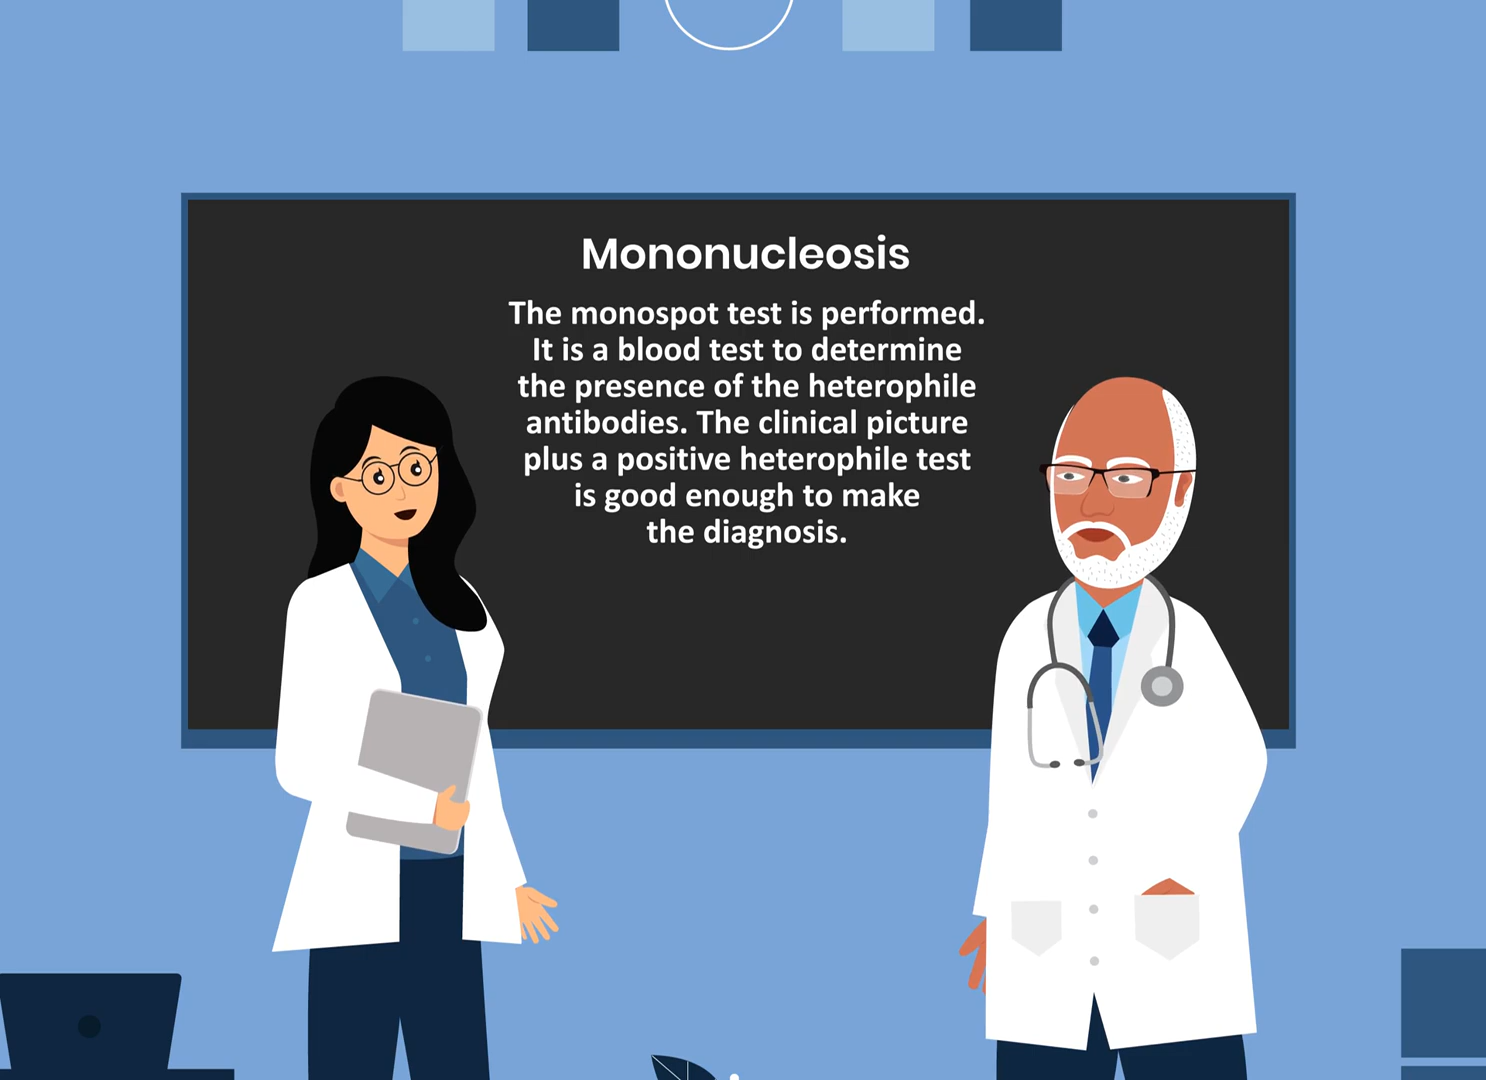 Mononucleosis
The monospot test is performed.
It is a blood test to determine
the presence of the heterophile
antibodies. The clinical picture
plus a positive heterophile test
is good enough to make
the diagnosis.